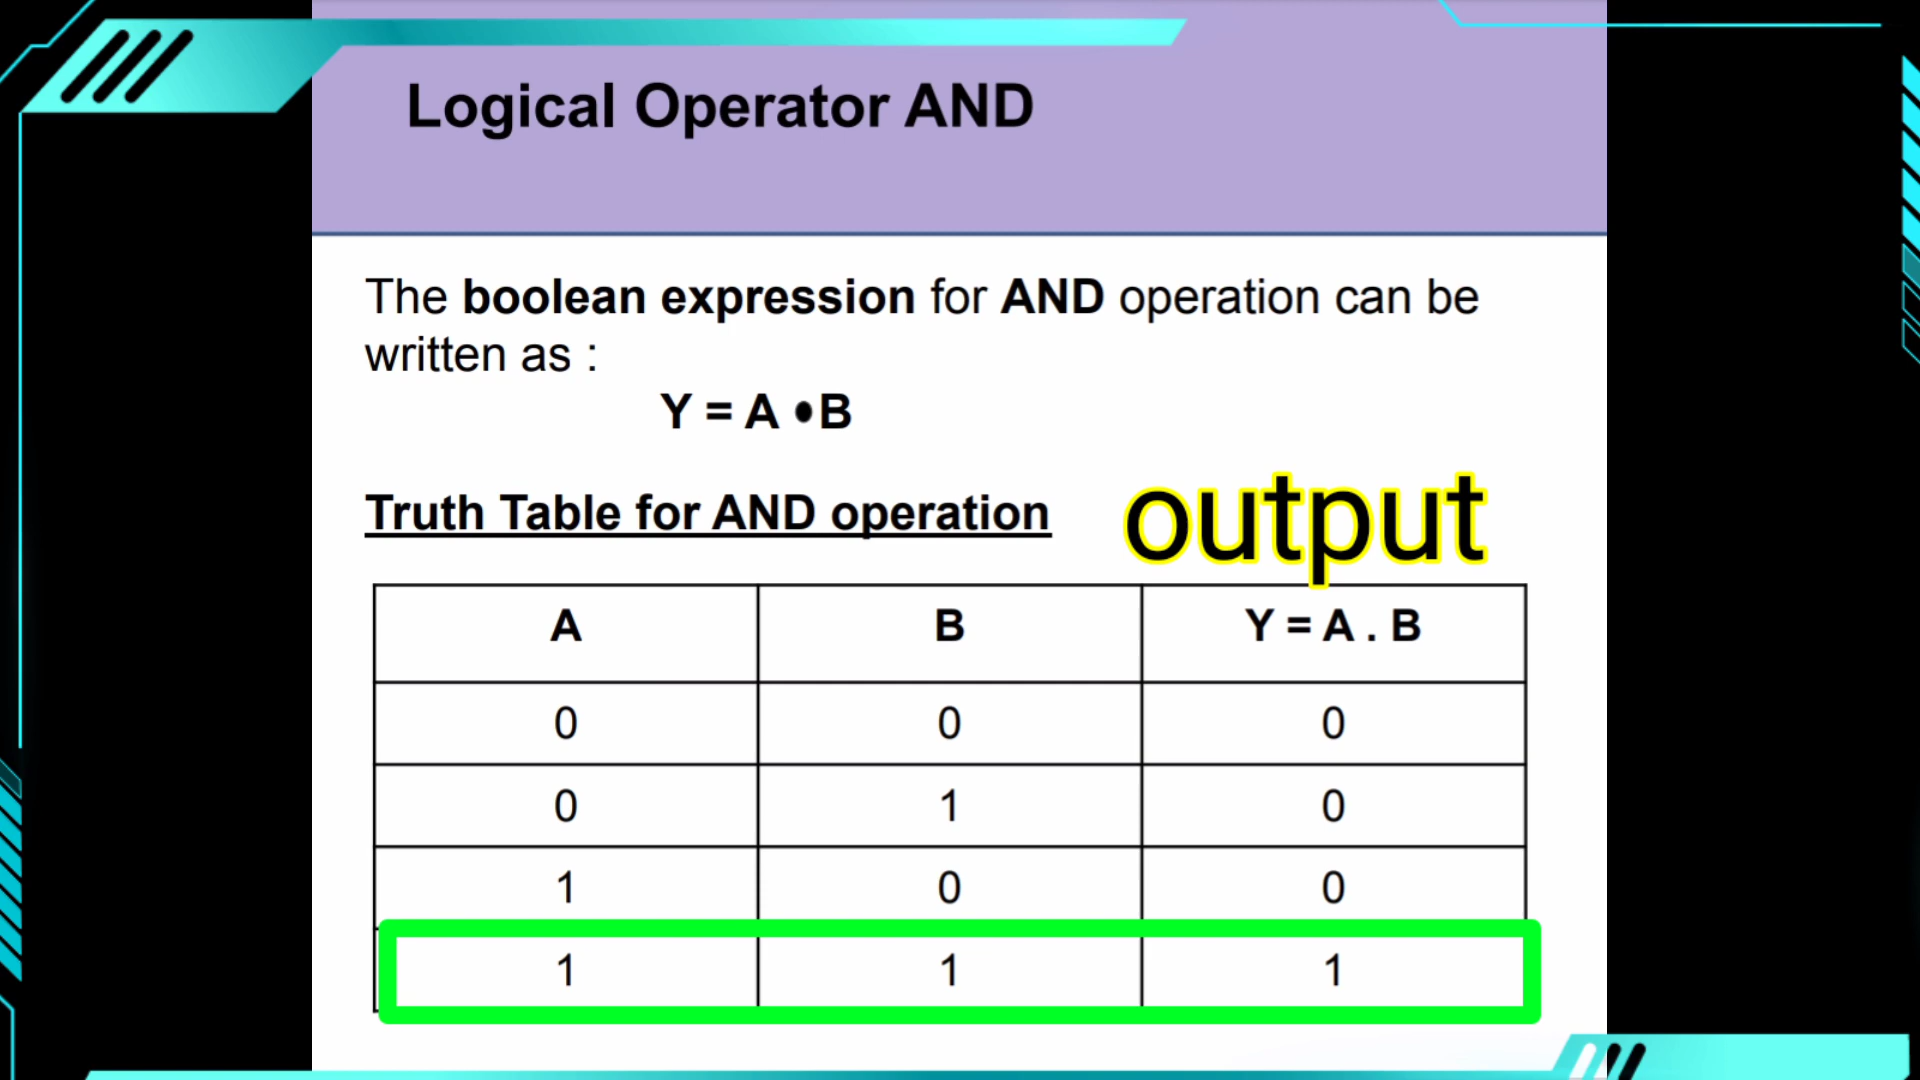 Logical Operator AND
The boolean expression for AND operation can be
written as :
Y = A • B
Truth Table for AND operation
output
A B Y = A . B
0 0 0
0 1 0
1 0 0
1 1 1